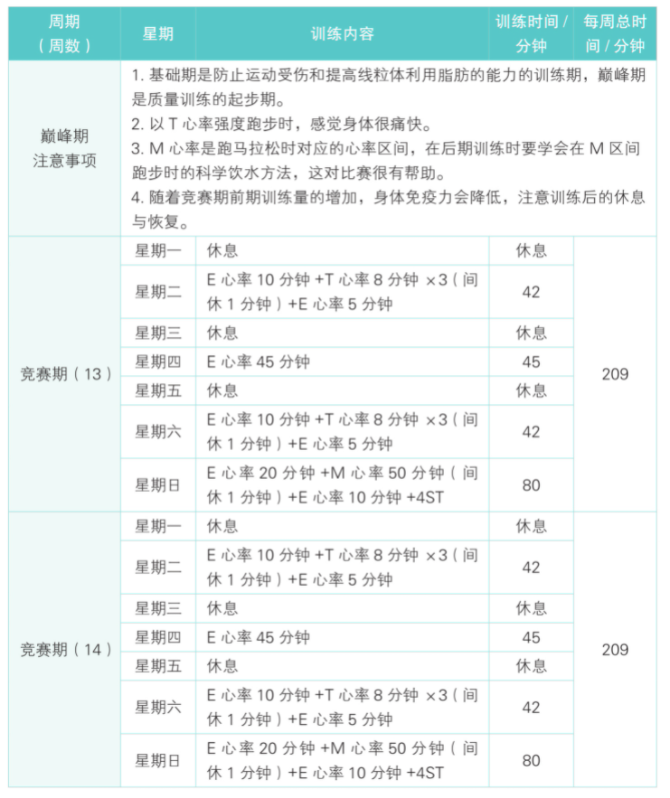 周期
（周数）
星期
训练内容
训练时间 /
分钟
每周总时
间 / 分钟
巅峰期
注意事项
1. 基础期是防止运动受伤和提高线粒体利用脂肪的能力的训练期，巅峰期
是质量训练的起步期。
2. 以 T 心率强度跑步时，感觉身体很痛快。
3. M 心率是跑马拉松时对应的心率区间，在后期训练时要学会在 M 区间
跑步时的科学饮水方法，这对比赛很有帮助。
4. 随着竞赛期前期训练量的增加，身体免疫力会降低，注意训练后的休息
与恢复。
竞赛期（13）
星期一 休息 休息
星期二
E 心率 10 分钟 +T 心率 8 分钟 ×3（间
休 1 分钟）+E 心率 5 分钟
42
星期三 休息 休息
星期四 E 心率 45 分钟 45
209
星期五 休息 休息
星期六
E 心率 10 分钟 +T 心率 8 分钟 ×3（间
休 1 分钟）+E 心率 5 分钟
42
星期日
E 心率 20 分钟 +M 心率 50 分钟（间
休 1 分钟）+E 心率 10 分钟 +4ST
80
竞赛期（14）
星期一 休息 休息
星期二
E 心率 10 分钟 +T 心率 8 分钟 ×3（间
休 1 分钟）+E 心率 5 分钟
42
星期三 休息 休息
星期四 E 心率 45 分钟 45
209
星期五 休息 休息
星期六
E 心率 10 分钟 +T 心率 8 分钟 ×3（间
休 1 分钟）+E 心率 5 分钟
42
星期日
E 心率 20 分钟 +M 心率 50 分钟（间
休 1 分钟）+E 心率 10 分钟 +4ST
80